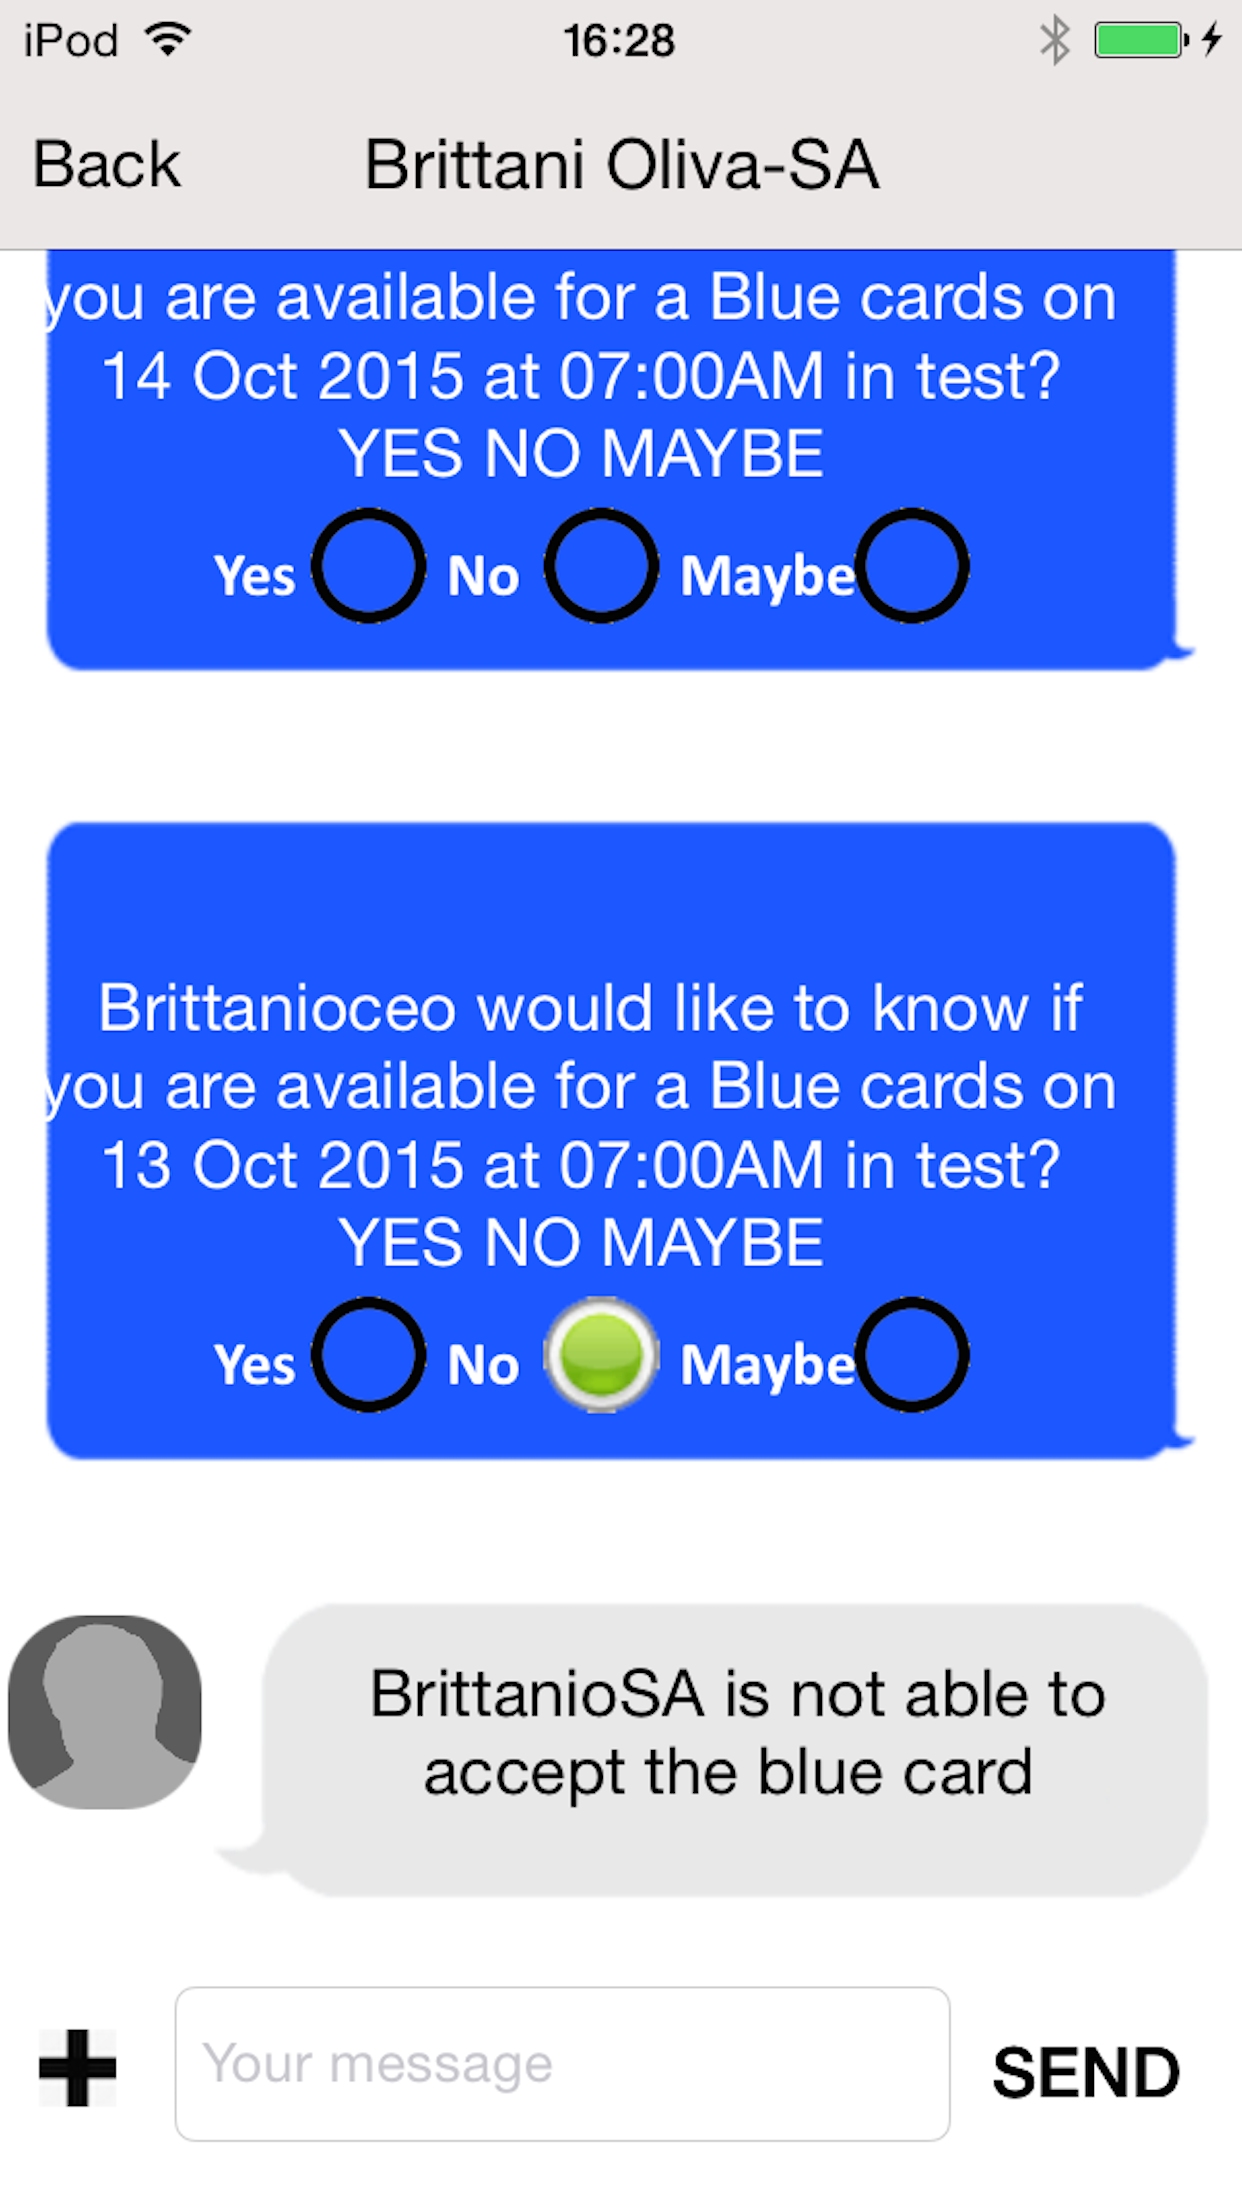 iPod 16:28
Back Brittani Oliva-SA
you are available for a Blue cards on
14 Oct 2015 at 07:00AM in test?
YES NO MAYBE
Yes No Maybe
Brittanioceo would like to know if
you are available for a Blue cards on
13 Oct 2015 at 07:00AM in test?
YES NO MAYBE
Yes No Maybe
BrittanioSA is not able to
accept the blue card
Your message SEND